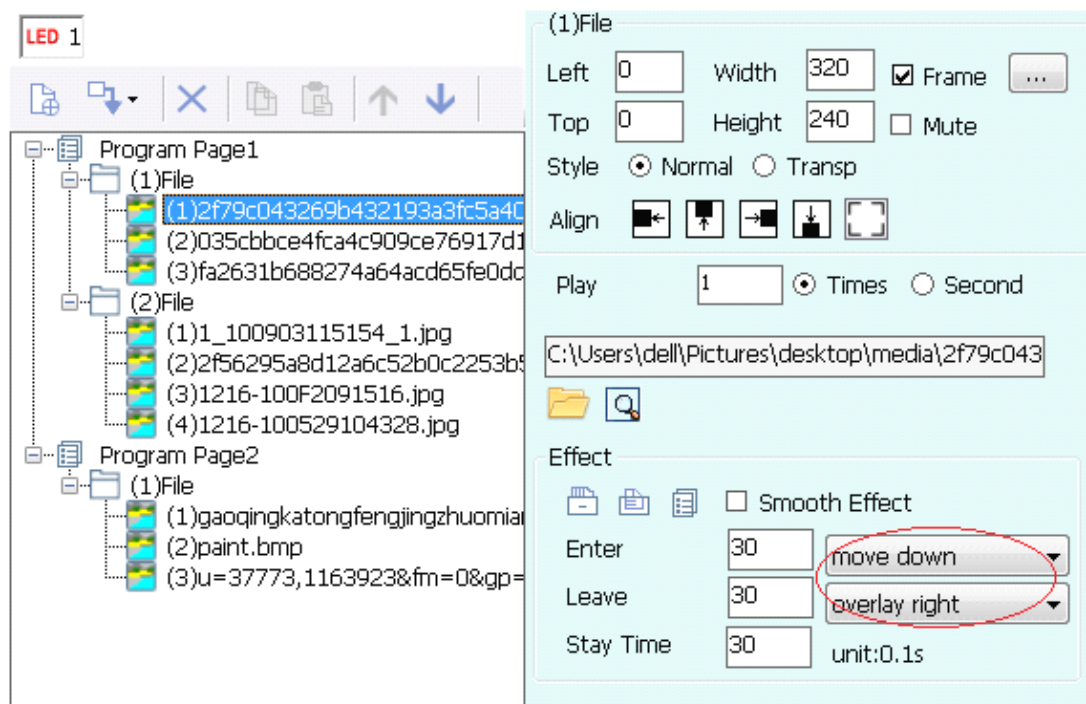 LED 1
Program Page1
(1)File
(1)2f79c043269b432193a3fc5a40
(2)035cbbce4fca4c909ce76917d1
(3)fa2631b688274a64acd65fe0dc
(2)File
(1)1_100903115154_1.jpg
(2)2f56295a8d12a6c52b0c2253b5
(3)1216-100F2091516.jpg
(4)1216-100529104328.jpg
Program Page2
(1)File
(1)gaoqingkatongfengjingzhuomian
(2)paint.bmp
(3)u=37773,1163923&fm=0&gp=
(1)File
Left 0 Width 320 Frame ...
Top 0 Height 240 Mute
Style Normal Transp
Align
Play 1 Times Second
C:\Users\dell\Pictures\desktop\media\2f79c043
Effect
Smooth Effect
Enter 30 move down
Leave 30 overlay right
Stay Time 30 unit:0.1s